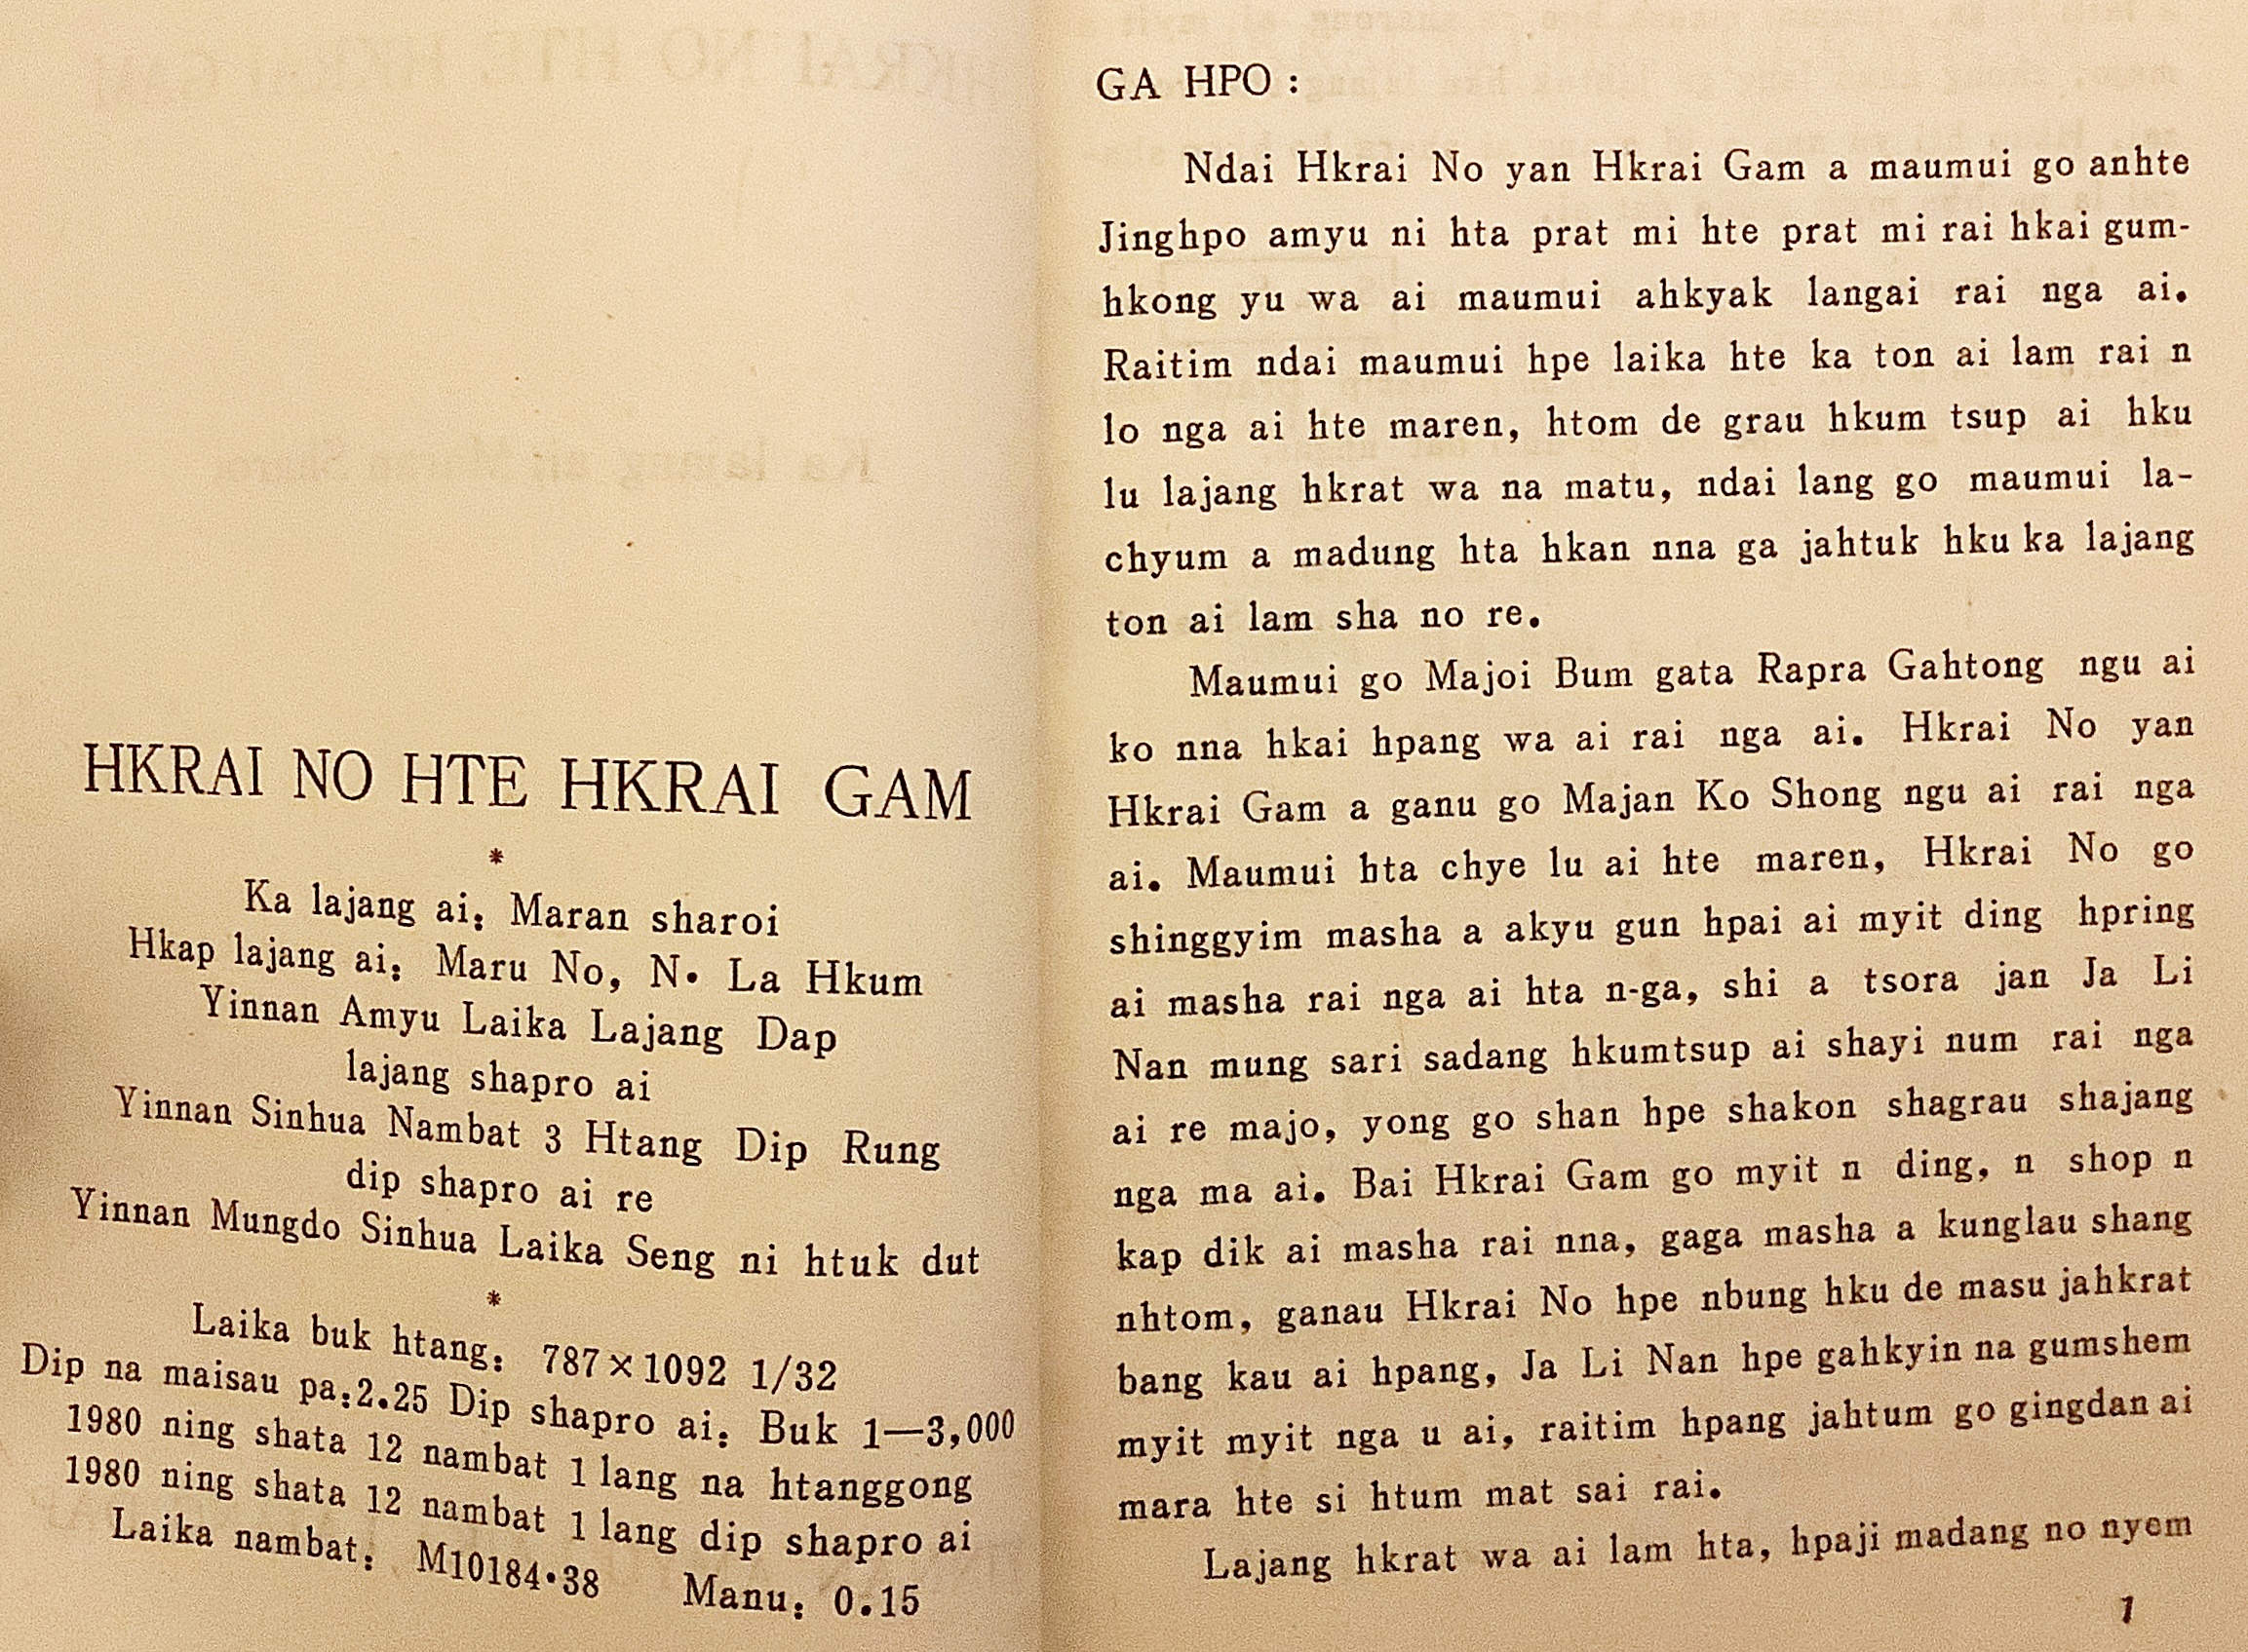 HKRAI NO HTE HKRAI GAM
*
Ka lajang ai: Maran sharoi
Hkap lajang ai: Maru No, N. La Hkum
Yinnan Amyu Laika Lajang Dap
lajang shapro ai
Yinnan Sinhua Nambat 3 Htang Dip Rung
dip shapro ai re
Yinnan Mungdo Sinhua Laika Seng ni htuk dut
*
Laika buk htang: 787×1092 1/32
Dip na maisau pa:2.25 Dip shapro ai: Buk 1—3,000
1980 ning shata 12 nambat 1 lang na htanggong
1980 ning shata 12 nambat 1 lang dip shapro ai
Laika nambat: M10184·38 Manu: 0.15
GA HPO:
Ndai Hkrai No yan Hkrai Gam a maumui go anhte
Jinghpo amyu ni hta prat mi hte prat mi rai hkai gum-
hkong yu wa ai maumui ahkyak langai rai nga ai.
Raitim ndai maumui hpe laika hte ka ton ai lam rai n
lo nga ai hte maren, htom de grau hkum tsup ai hku
lu lajang hkrat wa na matu, ndai lang go maumui la-
chyum a madung hta hkan nna ga jahtuk hku ka lajang
ton ai lam sha no re.
Maumui go Majoi Bum gata Rapra Gahtong ngu ai
ko nna hkai hpang wa ai rai nga ai. Hkrai No yan
Hkrai Gam a ganu go Majan Ko Shong ngu ai rai nga
ai. Maumui hta chye lu ai hte maren, Hkrai No go
shinggyim masha a akyu gun hpai ai myit ding hpring
ai masha rai nga ai hta n-ga, shi a tsora jan Ja Li
Nan mung sari sadang hkumtsup ai shayi num rai nga
ai re majo, yong go shan hpe shakon shagrau shajang
nga ma ai. Bai Hkrai Gam go myit n ding, n shop n
kap dik ai masha rai nna, gaga masha a kunglau shang
nhtom, ganau Hkrai No hpe nbung hku de masu jahkrat
bang kau ai hpang, Ja Li Nan hpe gahkyin na gumshem
myit myit nga u ai, raitim hpang jahtum go gingdan ai
mara hte si htum mat sai rai.
Lajang hkrat wa ai lam hta, hpaji madang no nyem
1